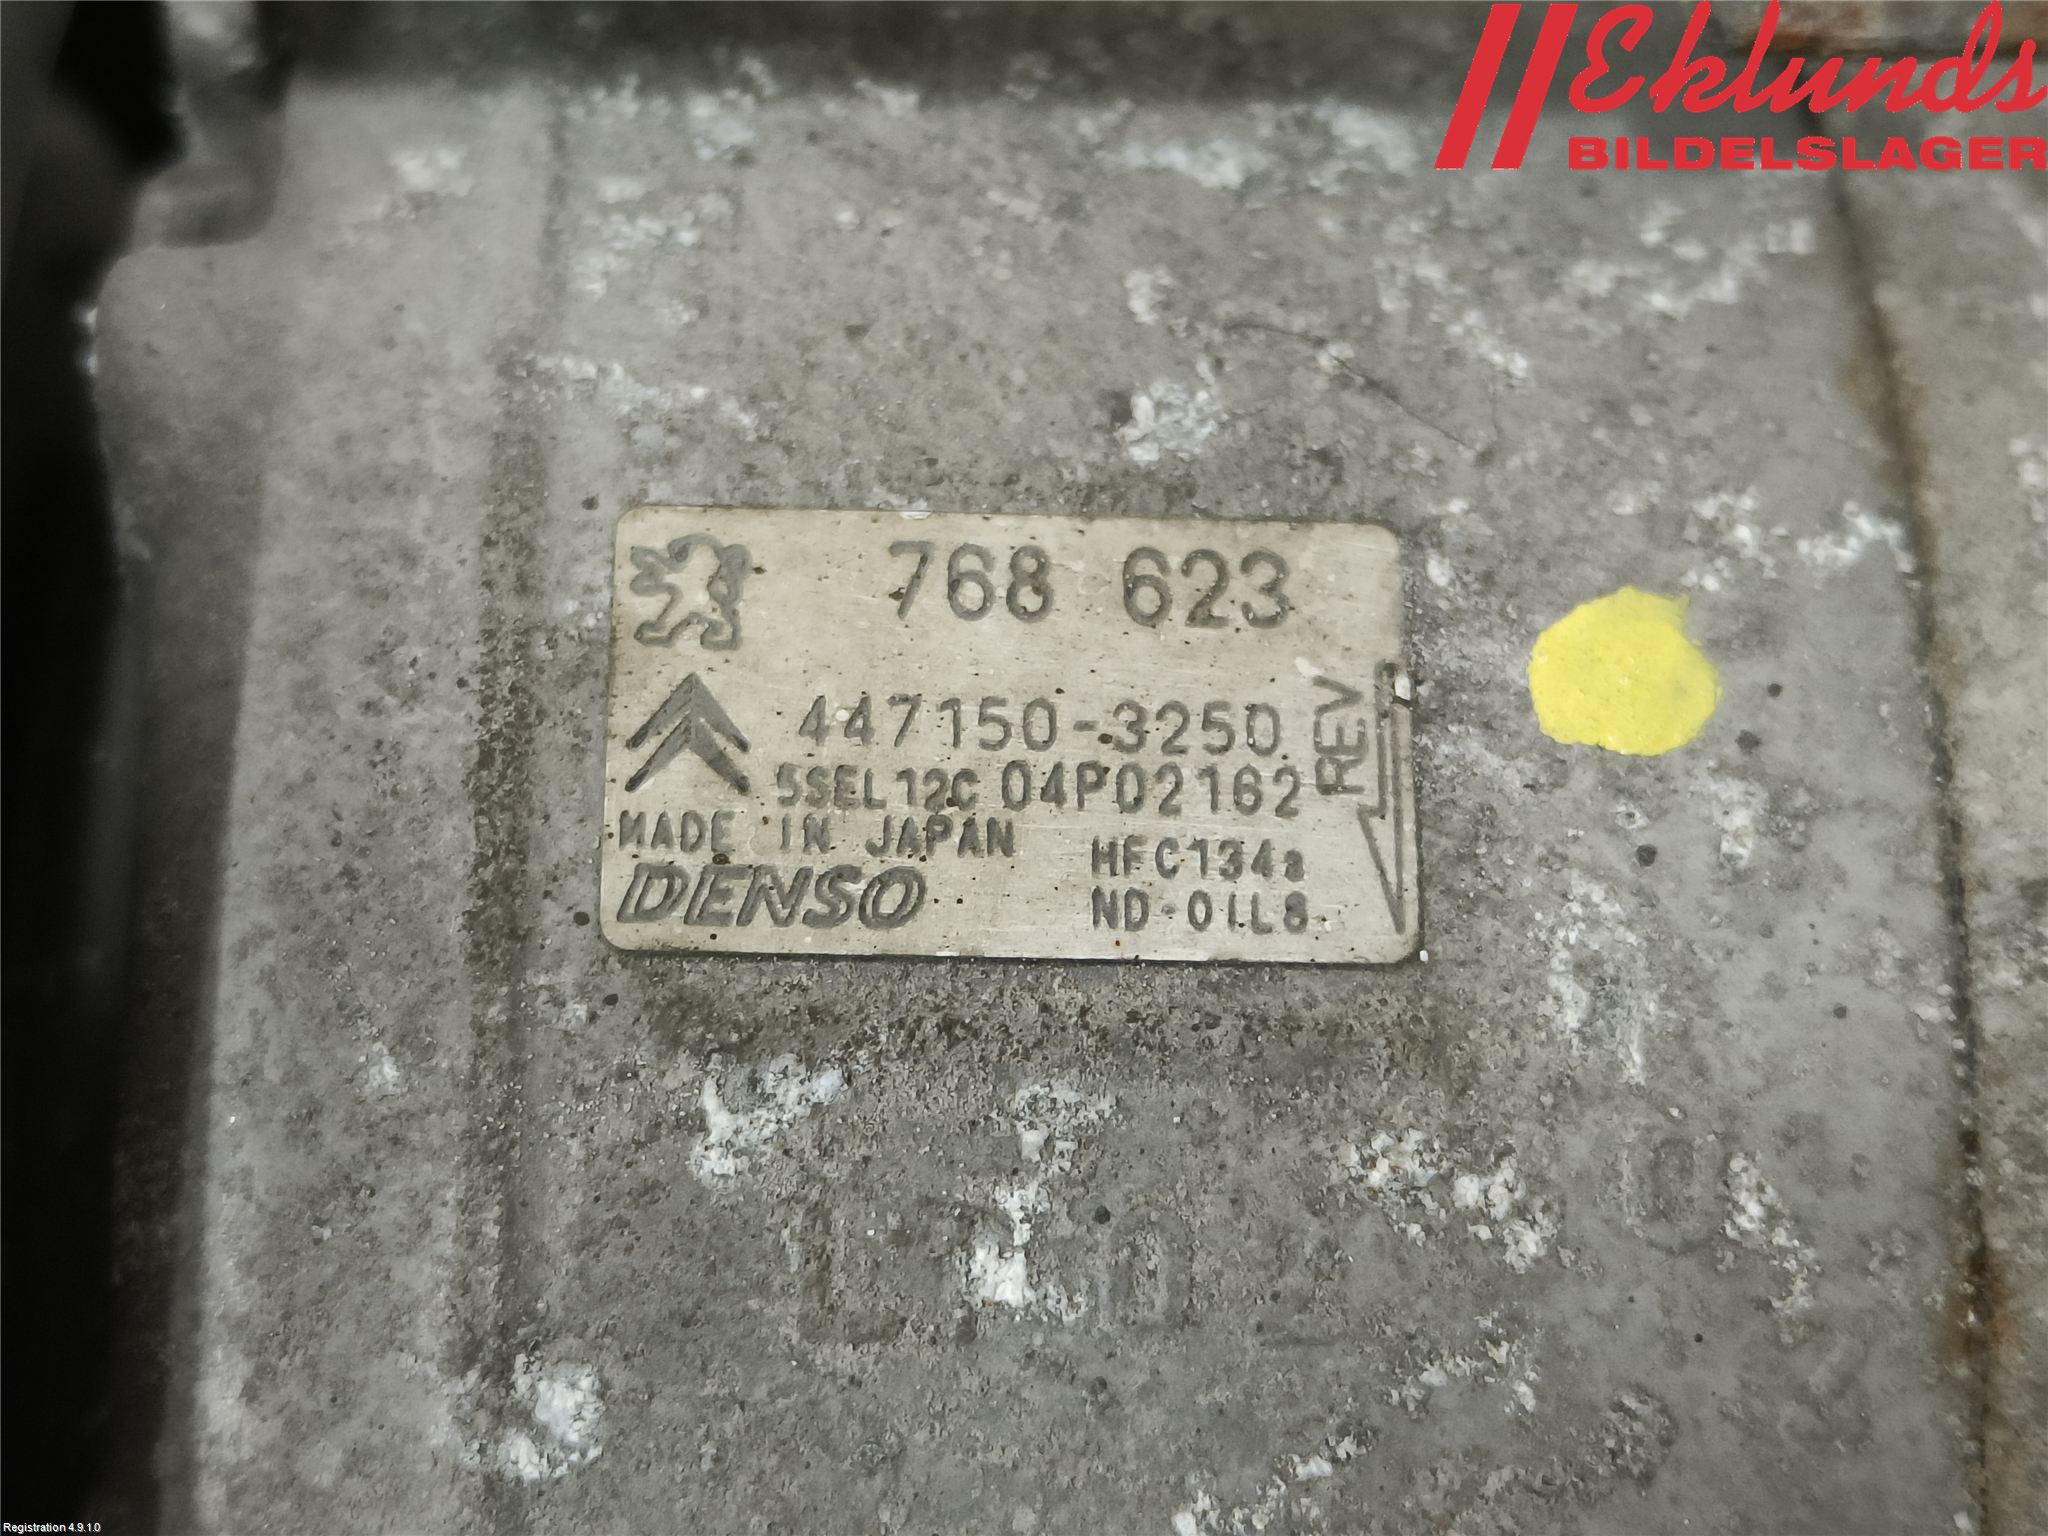 Eklunds
BILDELSLAGER
768 623
447150-3250
5SEL12C 04P02162
REV
MADE IN JAPAN
HFC134a
DENSO
ND-OIL8
Registration 4.9.1.0